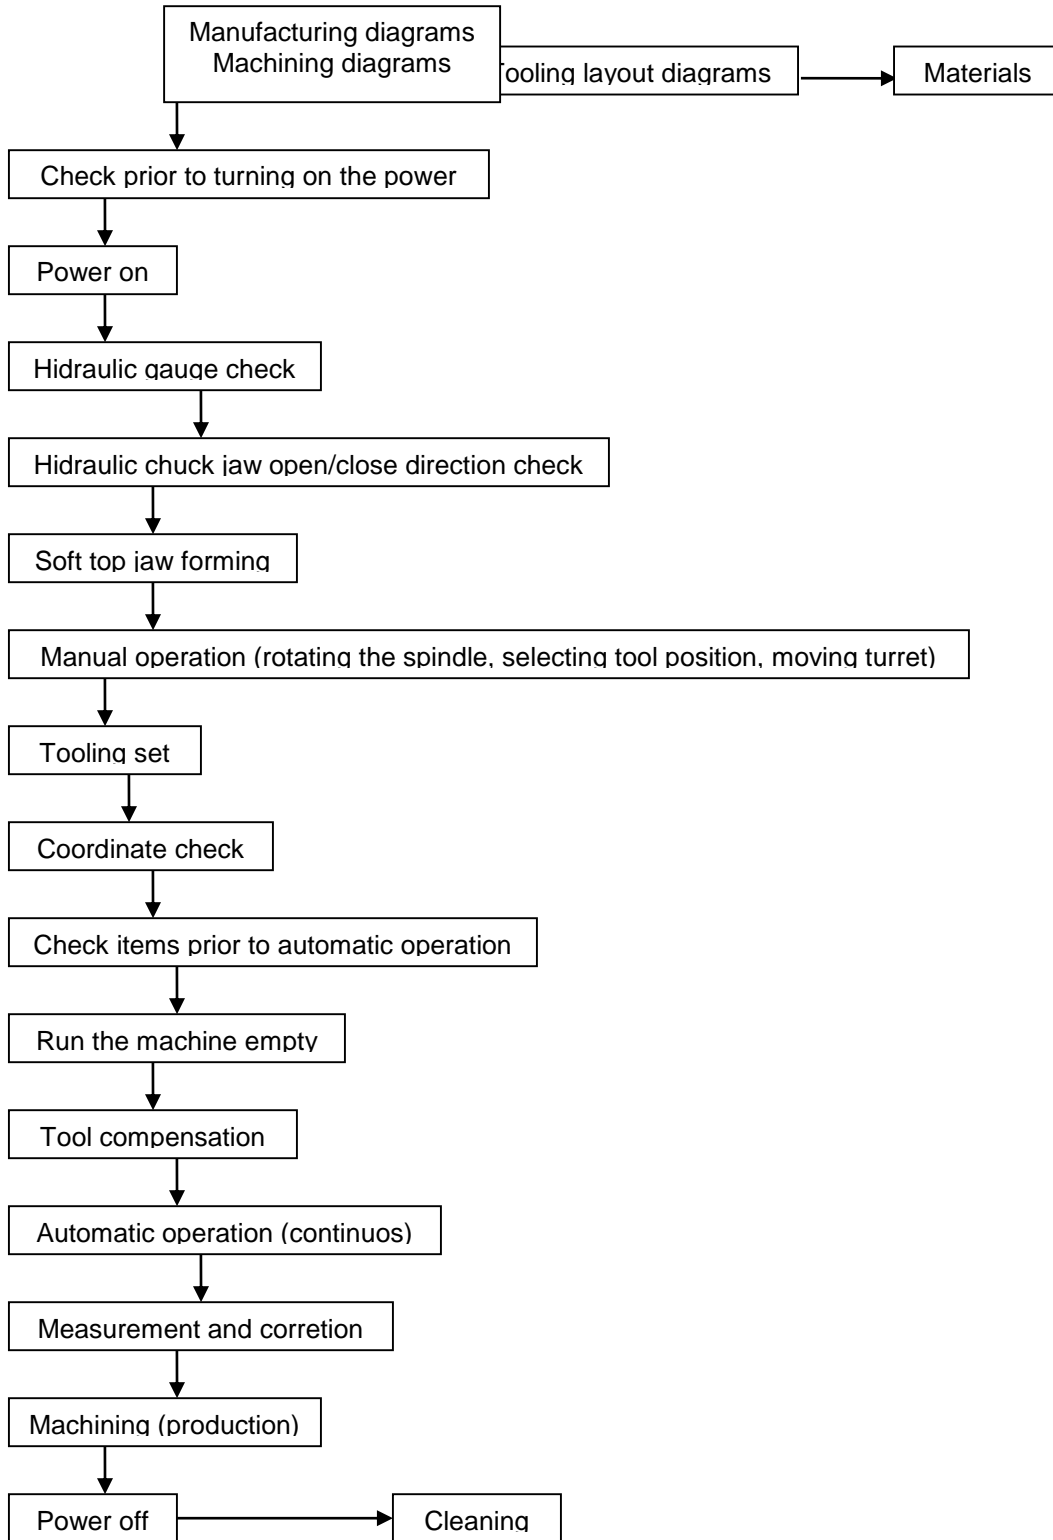 Manufacturing diagrams
Machining diagrams
Tooling layout diagrams
Materials
Check prior to turning on the power
Power on
Hidraulic gauge check
Hidraulic chuck jaw open/close direction check
Soft top jaw forming
Manual operation (rotating the spindle, selecting tool position, moving turret)
Tooling set
Coordinate check
Check items prior to automatic operation
Run the machine empty
Tool compensation
Automatic operation (continuos)
Measurement and corretion
Machining (production)
Power off
Cleaning